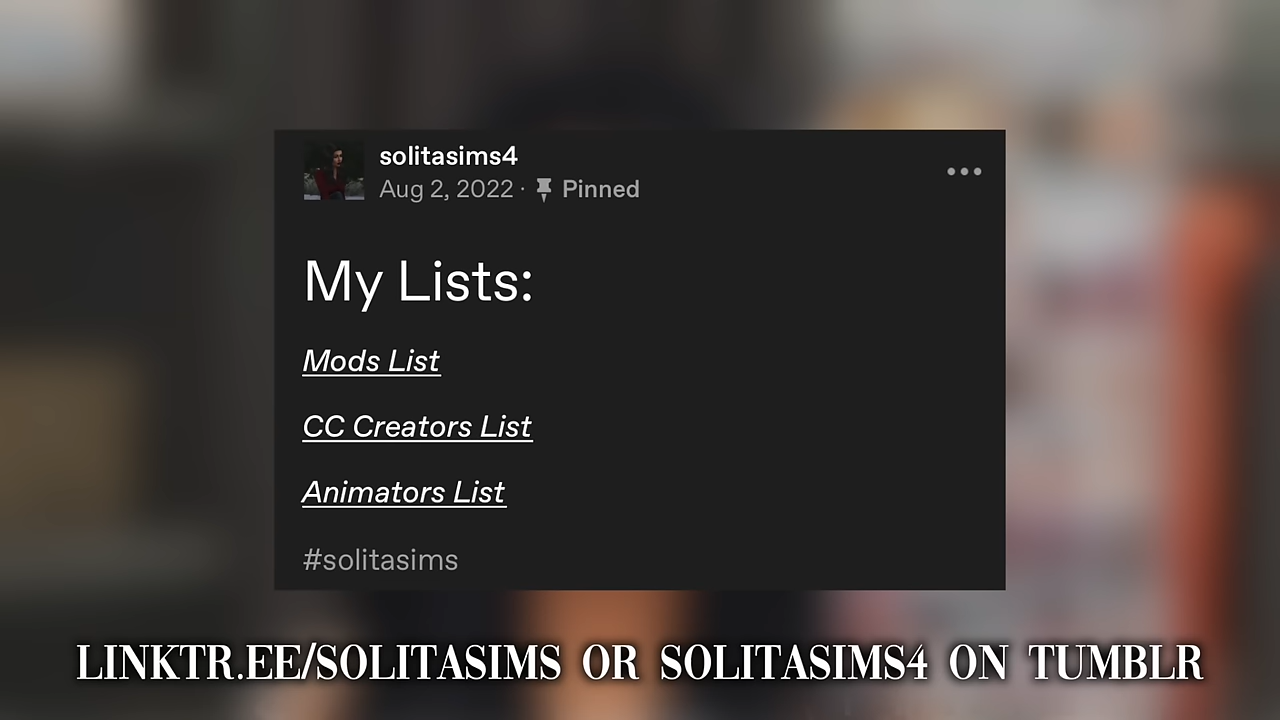 solitasims4
Aug 2, 2022 · Pinned
My Lists:
Mods List
CC Creators List
Animators List
#solitasims
LINKTR.EE/SOLITASIMS OR SOLITASIMS4 ON TUMBLR